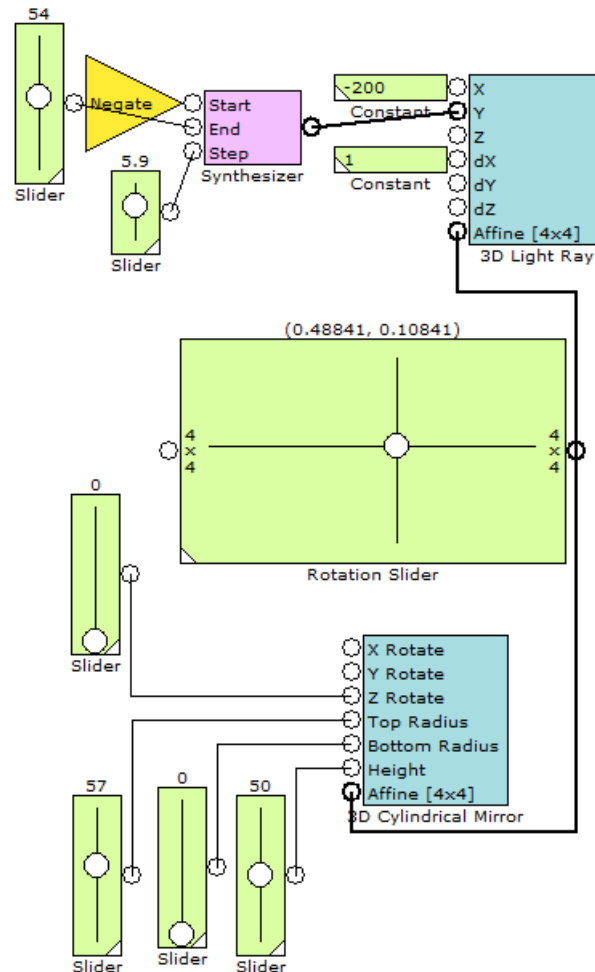 54
Slider
Negate
5.9
Slider
Start
End
Step
Synthesizer
-200
Constant
1
Constant
X
Y
Z
dX
dY
dZ
Affine [4x4]
3D Light Ray
(0.48841, 0.10841)
4
x
4
4
x
4
Rotation Slider
0
Slider
X Rotate
Y Rotate
Z Rotate
Top Radius
Bottom Radius
Height
Affine [4x4]
3D Cylindrical Mirror
57
Slider
0
Slider
50
Slider